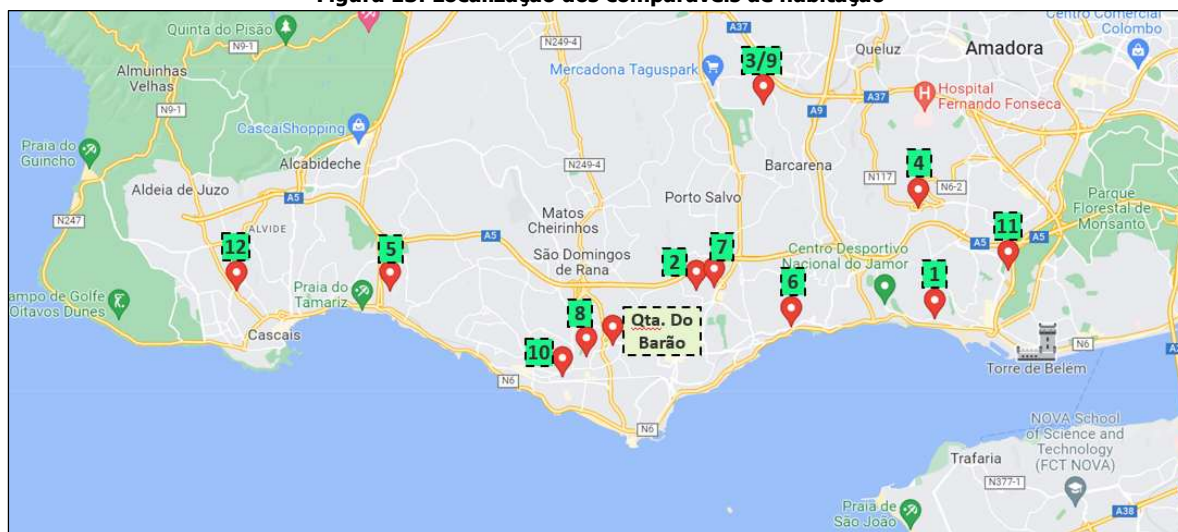 Figura 13: Localização dos comparáveis de habitação
Quinta do Pisão
N9-1
Almuinhas
Velhas
N9-1
N249-4
A37
Mercadona Taguspark
3/9
Queluz
Amadora
Centro Comercial
Colombo
Hospital
Fernando Fonseca
A37
A9
CascaiShopping
Praia do
Guincho
Alcabideche
Aldeia de Juzo
N249-4
Barcarena
N117
4
N6-2
Parque
Florestal de
Monsanto
A5
N247
ALVIDE
Matos
Cheirinhos
Porto Salvo
A5
São Domingos
de Rana
12
5
2
7
Centro Desportivo
Nacional do Jamor
A5
11
A5
Praia do
Tamariz
6
1
ampo de Golfe
Oitavos Dunes
Cascais
8
Qta. Do
Barão
10
N6
N6
Torre de Belem
N6
NOVA School
of Science and
Technology
(FCT NOVA)
Trafaria
N377-1
Praia de
São João
A38